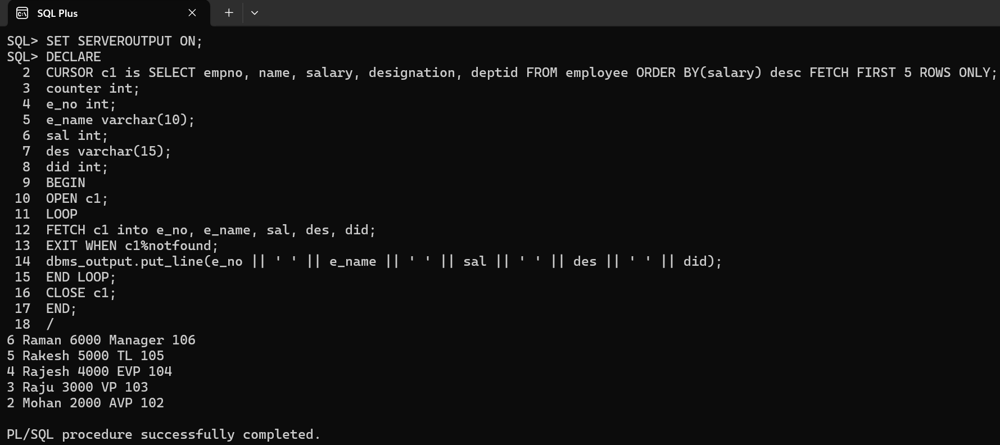 SQL Plus
SQL> SET SERVEROUTPUT ON;
SQL> DECLARE
  2  CURSOR c1 is SELECT empno, name, salary, designation, deptid FROM employee ORDER BY(salary) desc FETCH FIRST 5 ROWS ONLY;
  3  counter int;
  4  e_no int;
  5  e_name varchar(10);
  6  sal int;
  7  des varchar(15);
  8  did int;
  9  BEGIN
 10  OPEN c1;
 11  LOOP
 12  FETCH c1 into e_no, e_name, sal, des, did;
 13  EXIT WHEN c1%notfound;
 14  dbms_output.put_line(e_no || ' ' || e_name || ' ' || sal || ' ' || des || ' ' || did);
 15  END LOOP;
 16  CLOSE c1;
 17  END;
 18  /
6 Raman 6000 Manager 106
5 Rakesh 5000 TL 105
4 Rajesh 4000 EVP 104
3 Raju 3000 VP 103
2 Mohan 2000 AVP 102
PL/SQL procedure successfully completed.